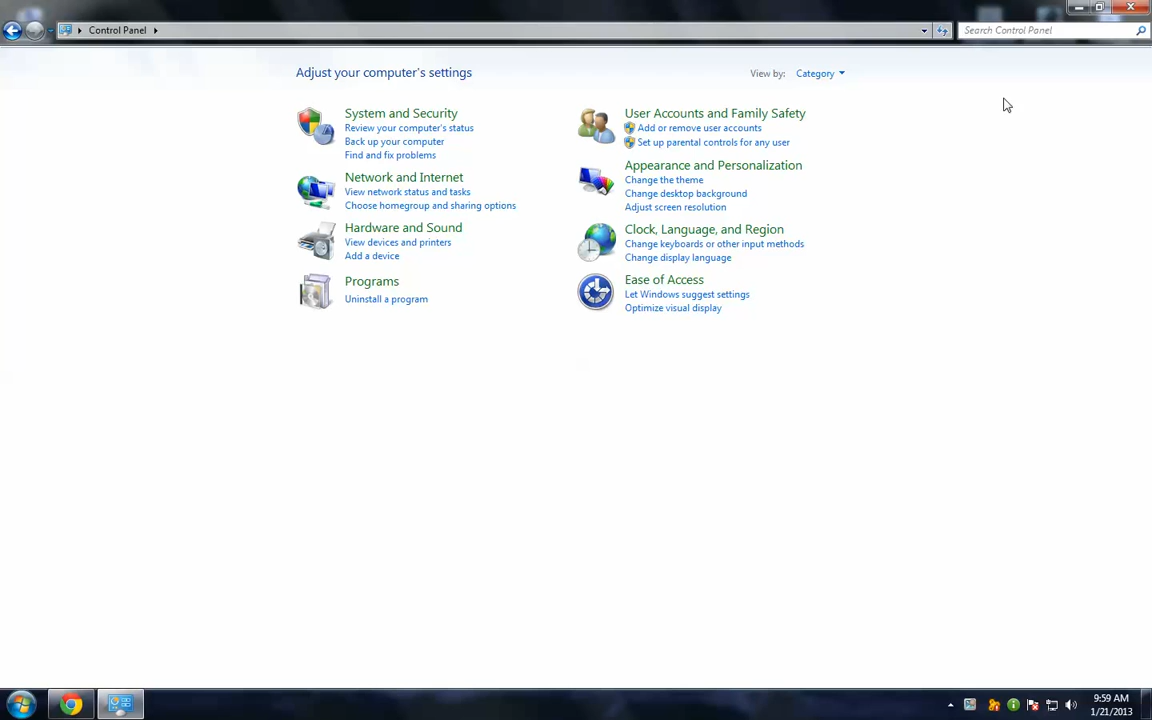 Control Panel
Search Control Panel
Adjust your computer's settings
View by: Category
System and Security
Review your computer's status
Back up your computer
Find and fix problems
Network and Internet
View network status and tasks
Choose homegroup and sharing options
Hardware and Sound
View devices and printers
Add a device
Programs
Uninstall a program
User Accounts and Family Safety
Add or remove user accounts
Set up parental controls for any user
Appearance and Personalization
Change the theme
Change desktop background
Adjust screen resolution
Clock, Language, and Region
Change keyboards or other input methods
Change display language
Ease of Access
Let Windows suggest settings
Optimize visual display
9:59 AM
1/21/2013